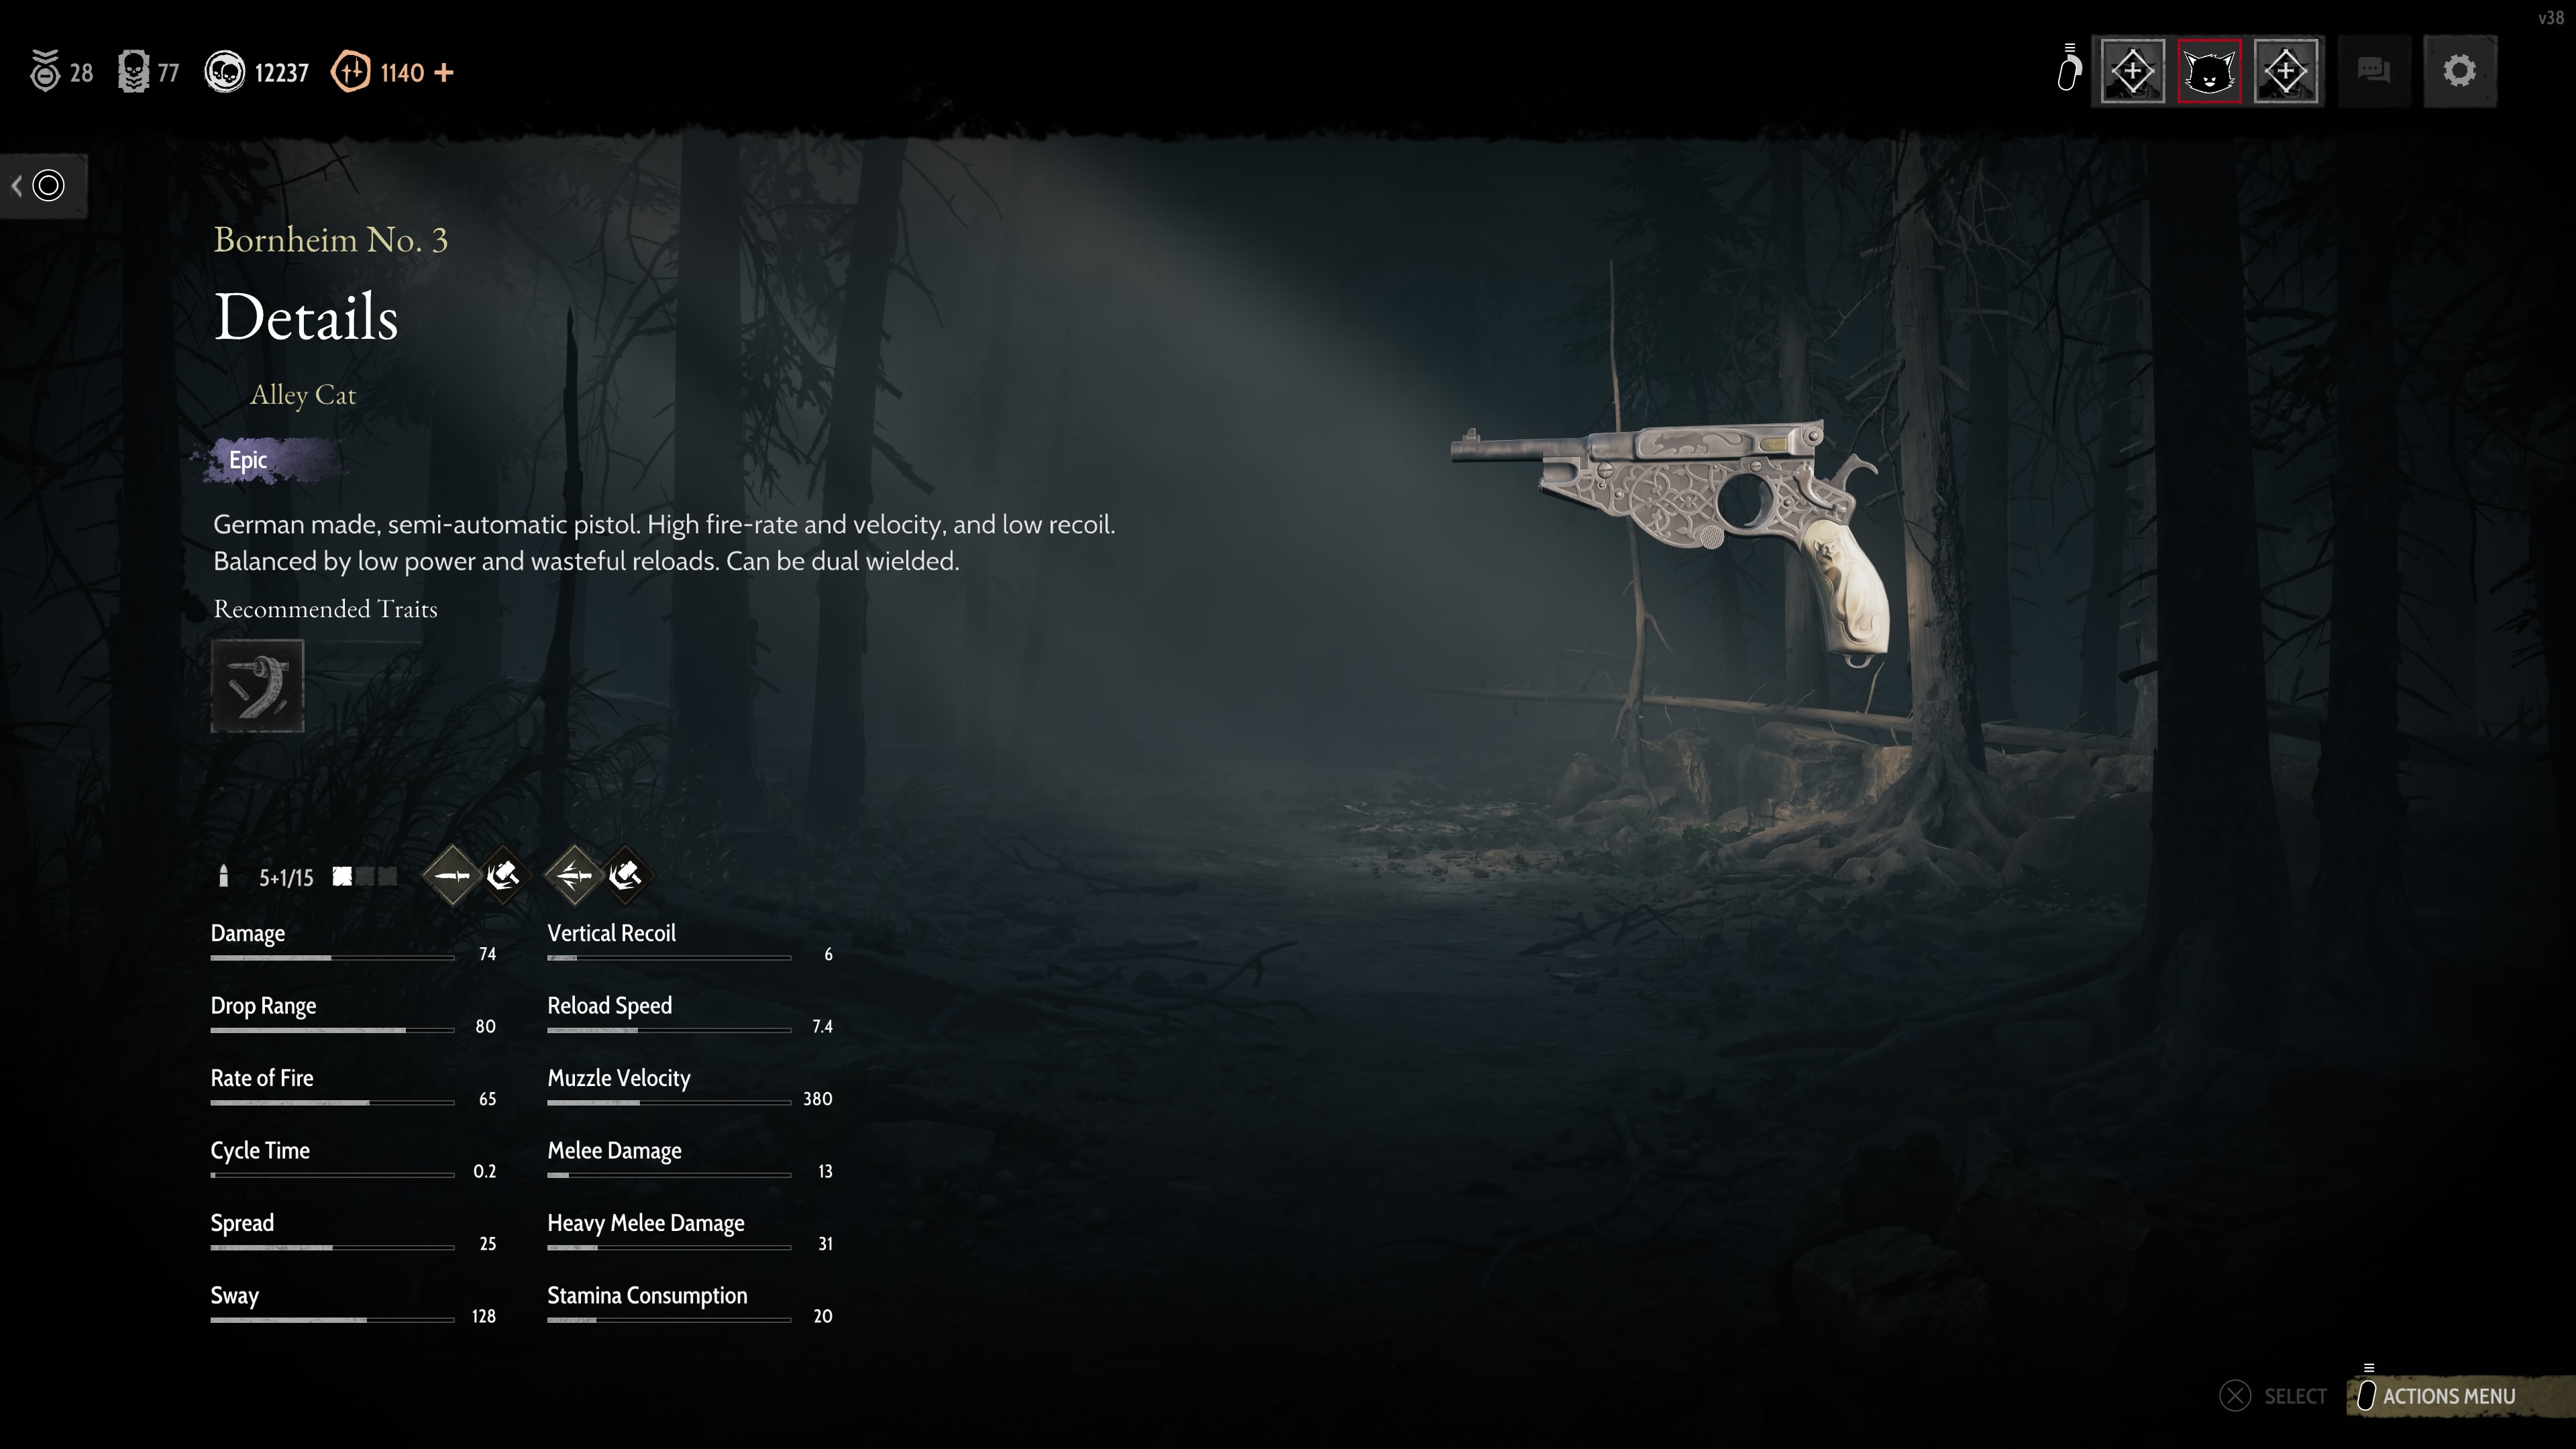 v38
28
77
12237
1140 +
Bornheim No. 3
Details
Alley Cat
Epic
German made, semi-automatic pistol. High fire-rate and velocity, and low recoil.
Balanced by low power and wasteful reloads. Can be dual wielded.
Recommended Traits
5+1/15
Damage 74
Vertical Recoil 6
Drop Range 80
Reload Speed 7.4
Rate of Fire 65
Muzzle Velocity 380
Cycle Time 0.2
Melee Damage 13
Spread 25
Heavy Melee Damage 31
Sway 128
Stamina Consumption 20
SELECT
ACTIONS MENU